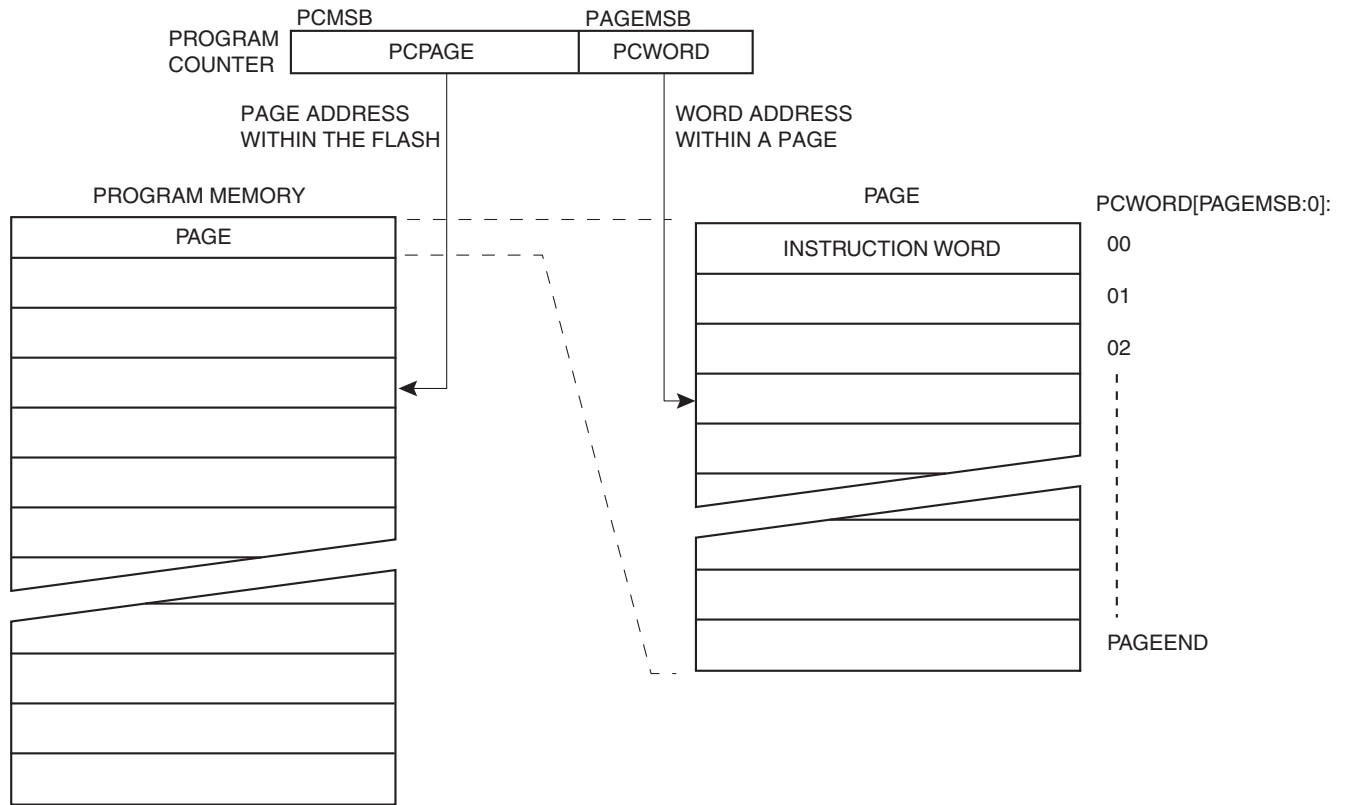 PCMSB
PAGEMSB
PROGRAM
COUNTER
PCPAGE
PCWORD
PAGE ADDRESS
WITHIN THE FLASH
WORD ADDRESS
WITHIN A PAGE
PROGRAM MEMORY
PAGE
PAGE
PCWORD[PAGEMSB:0]:
INSTRUCTION WORD
00
01
02
PAGEEND